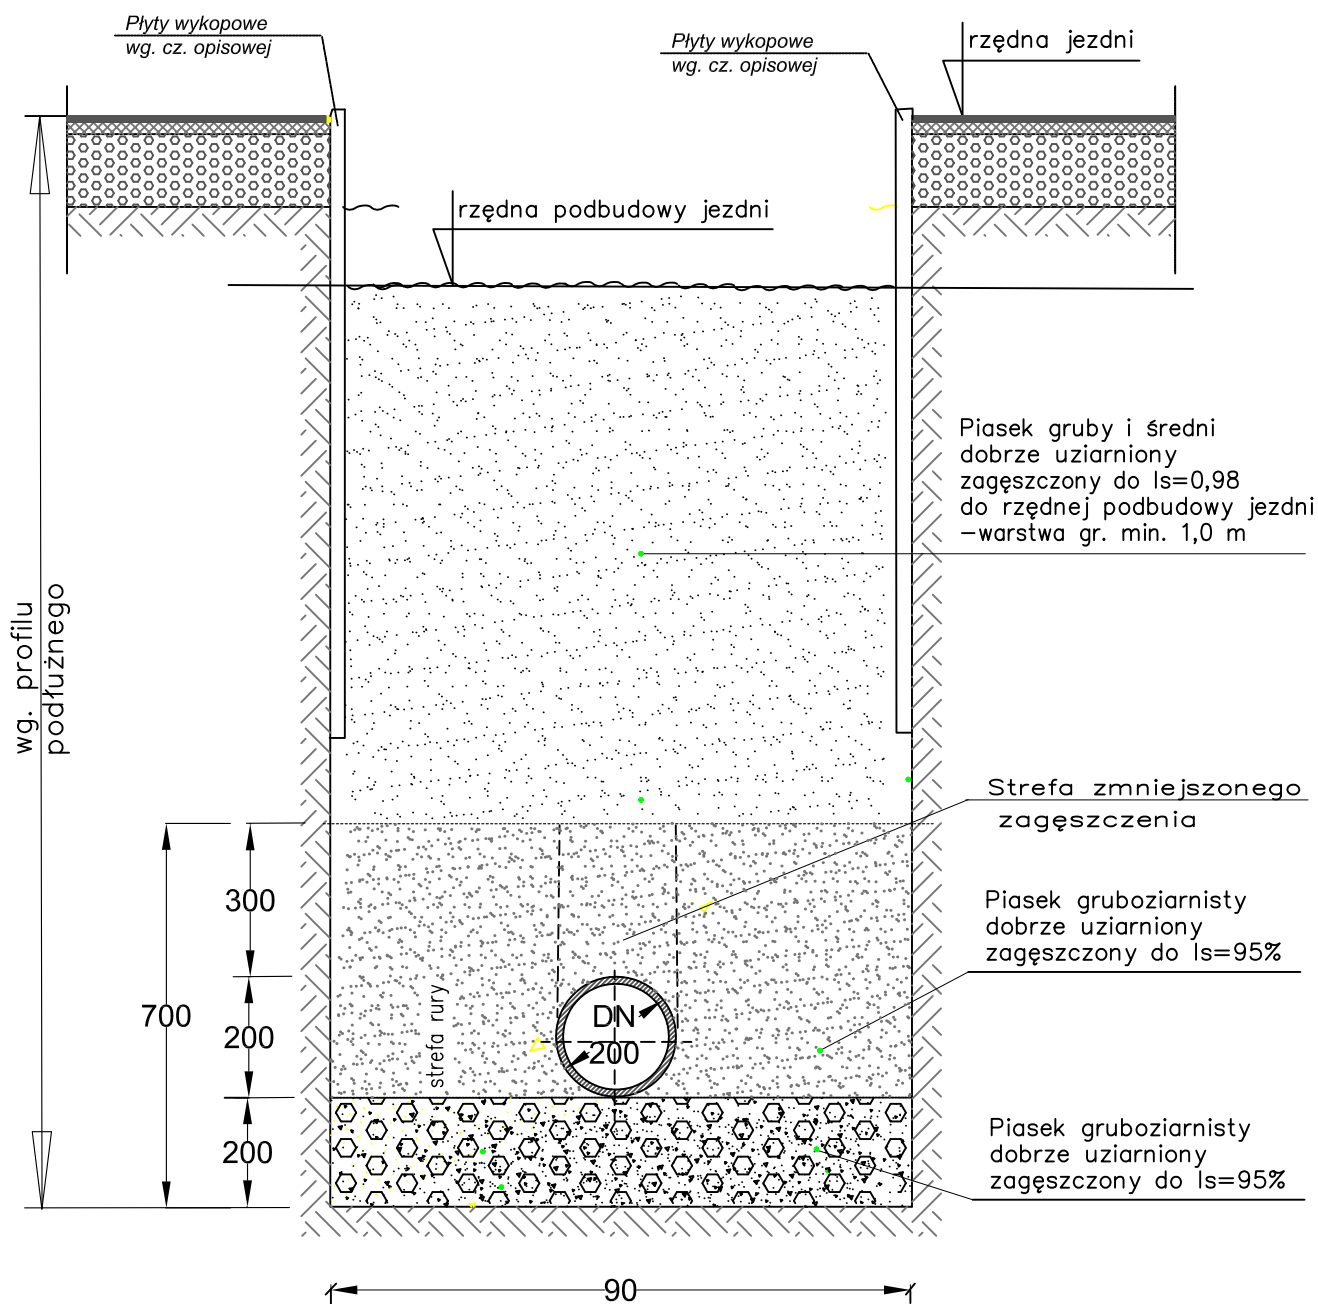 Płyty wykopowe
wg. cz. opisowej
Płyty wykopowe
wg. cz. opisowej
rzędna jezdni
rzędna podbudowy jezdni
Piasek gruby i średni
dobrze uziarniony
zagęszczony do Is=0,98
do rzędnej podbudowy jezdni
-warstwa gr. min. 1,0 m
wg. profilu
podłużnego
Strefa zmniejszonego
zagęszczenia
300
Piasek gruboziarnisty
dobrze uziarniony
zagęszczony do Is=95%
700
200
strefa rury
DN
200
200
Piasek gruboziarnisty
dobrze uziarniony
zagęszczony do Is=95%
90